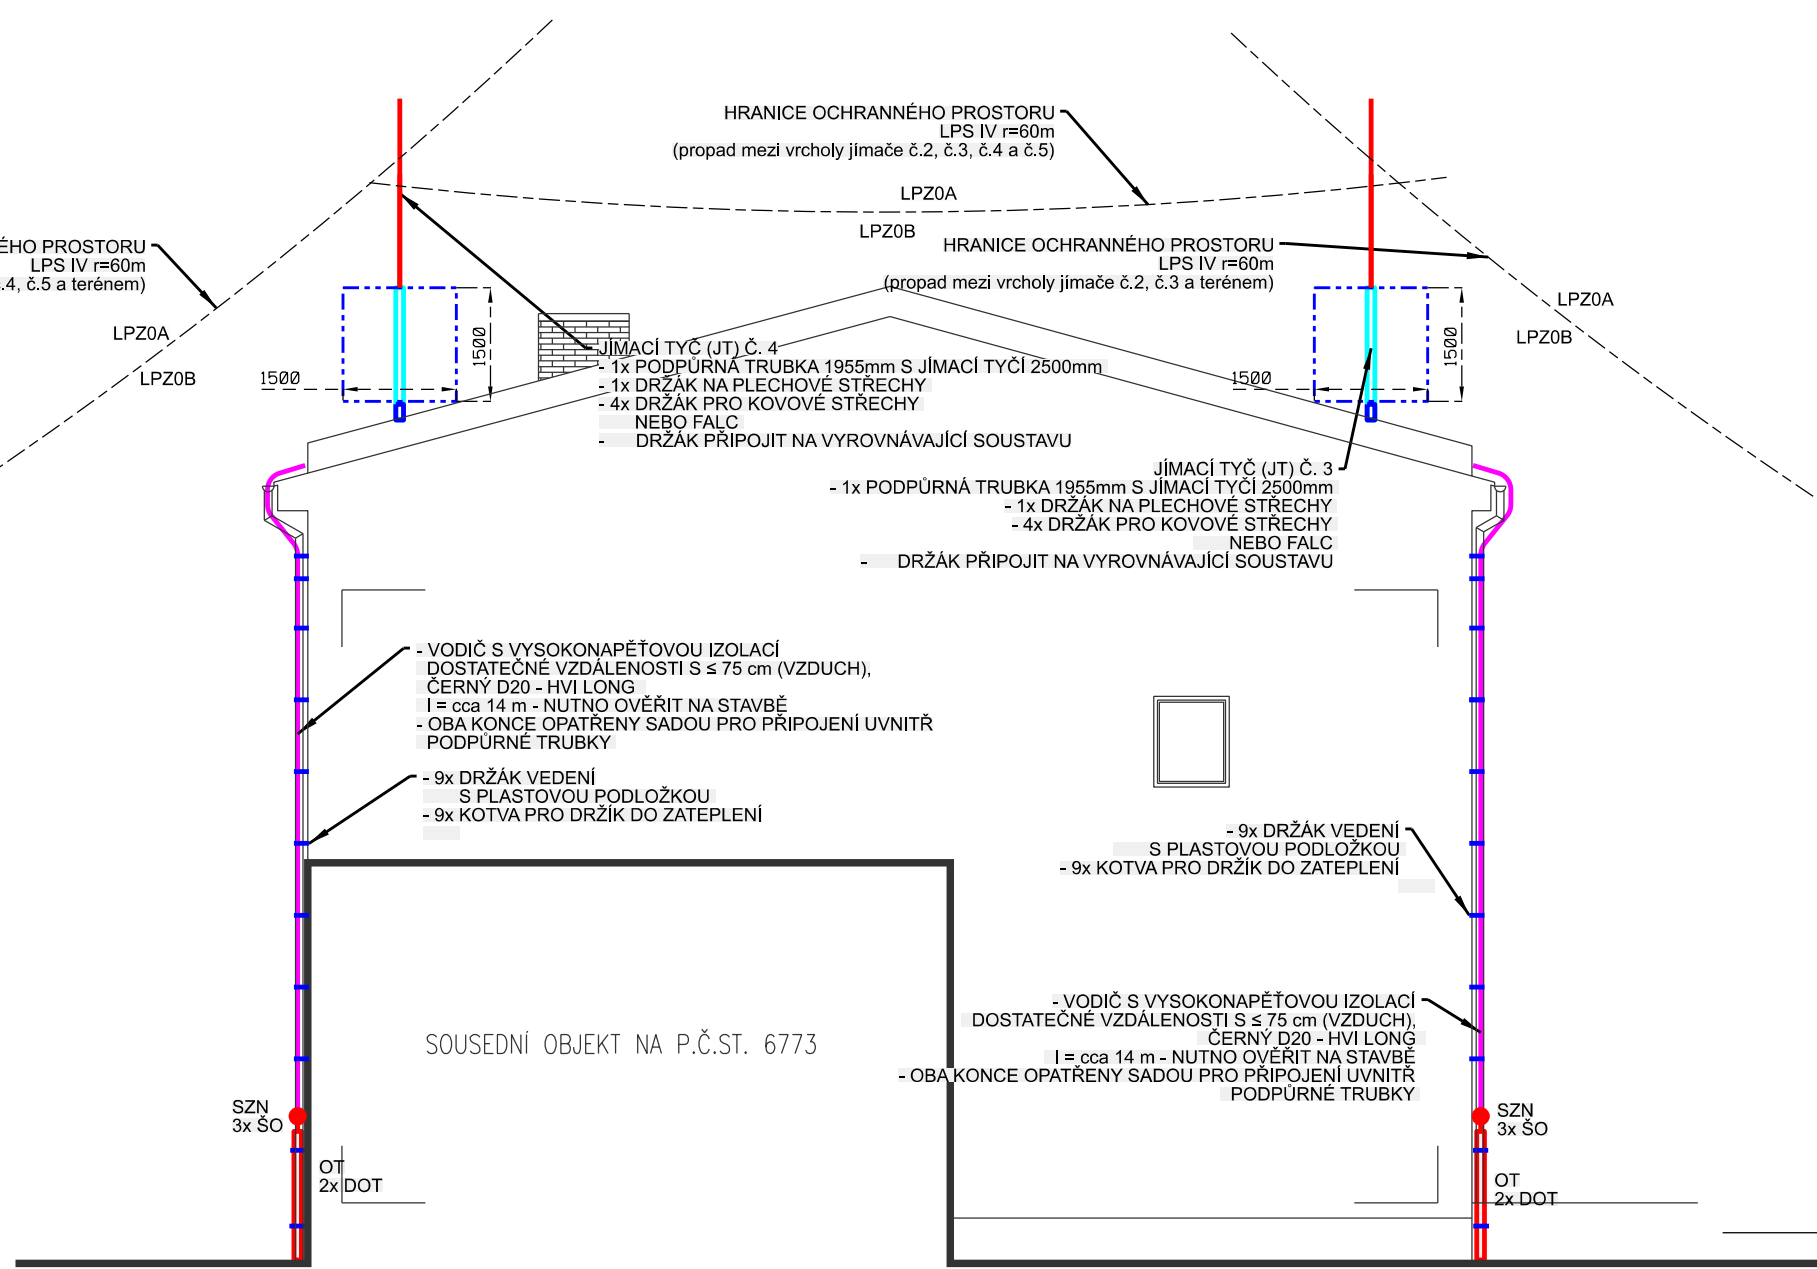 HRANICE OCHRANNÉHO PROSTORU
LPS IV r=60m
(propad mezi vrcholy jímače č.2, č.3, č.4 a č.5)
LPZ0A
LPZ0B
ÉHO PROSTORU
LPS IV r=60m
č.4, č.5 a terénem)
LPZ0A
LPZ0B
HRANICE OCHRANNÉHO PROSTORU
LPS IV r=60m
(propad mezi vrcholy jímače č.2, č.3 a terénem)
LPZ0A
LPZ0B
1500
1500
1500
1500
JÍMACÍ TYČ (JT) Č. 4
- 1x PODPŮRNÁ TRUBKA 1955mm S JÍMACÍ TYČÍ 2500mm
- 1x DRŽÁK NA PLECHOVÉ STŘECHY
- 4x DRŽÁK PRO KOVOVÉ STŘECHY
NEBO FALC
- DRŽÁK PŘIPOJIT NA VYROVNÁVAJÍCÍ SOUSTAVU
JÍMACÍ TYČ (JT) Č. 3
- 1x PODPŮRNÁ TRUBKA 1955mm S JÍMACÍ TYČÍ 2500mm
- 1x DRŽÁK NA PLECHOVÉ STŘECHY
- 4x DRŽÁK PRO KOVOVÉ STŘECHY
NEBO FALC
- DRŽÁK PŘIPOJIT NA VYROVNÁVAJÍCÍ SOUSTAVU
- VODIČ S VYSOKONAPĚŤOVOU IZOLACÍ
DOSTATEČNÉ VZDÁLENOSTI S ≤ 75 cm (VZDUCH),
ČERNÝ D20 - HVI LONG
l = cca 14 m - NUTNO OVĚŘIT NA STAVBĚ
- OBA KONCE OPATŘENY SADOU PRO PŘIPOJENÍ UVNITŘ
PODPŮRNÉ TRUBKY
- 9x DRŽÁK VEDENÍ
S PLASTOVOU PODLOŽKOU
- 9x KOTVA PRO DRŽÍK DO ZATEPLENÍ
- 9x DRŽÁK VEDENÍ
S PLASTOVOU PODLOŽKOU
- 9x KOTVA PRO DRŽÍK DO ZATEPLENÍ
- VODIČ S VYSOKONAPĚŤOVOU IZOLACÍ
DOSTATEČNÉ VZDÁLENOSTI S ≤ 75 cm (VZDUCH),
ČERNÝ D20 - HVI LONG
l = cca 14 m - NUTNO OVĚŘIT NA STAVBĚ
- OBA KONCE OPATŘENY SADOU PRO PŘIPOJENÍ UVNITŘ
PODPŮRNÉ TRUBKY
SOUSEDNÍ OBJEKT NA P.Č.ST. 6773
SZN
3x ŠO
OT
2x DOT
SZN
3x ŠO
OT
2x DOT